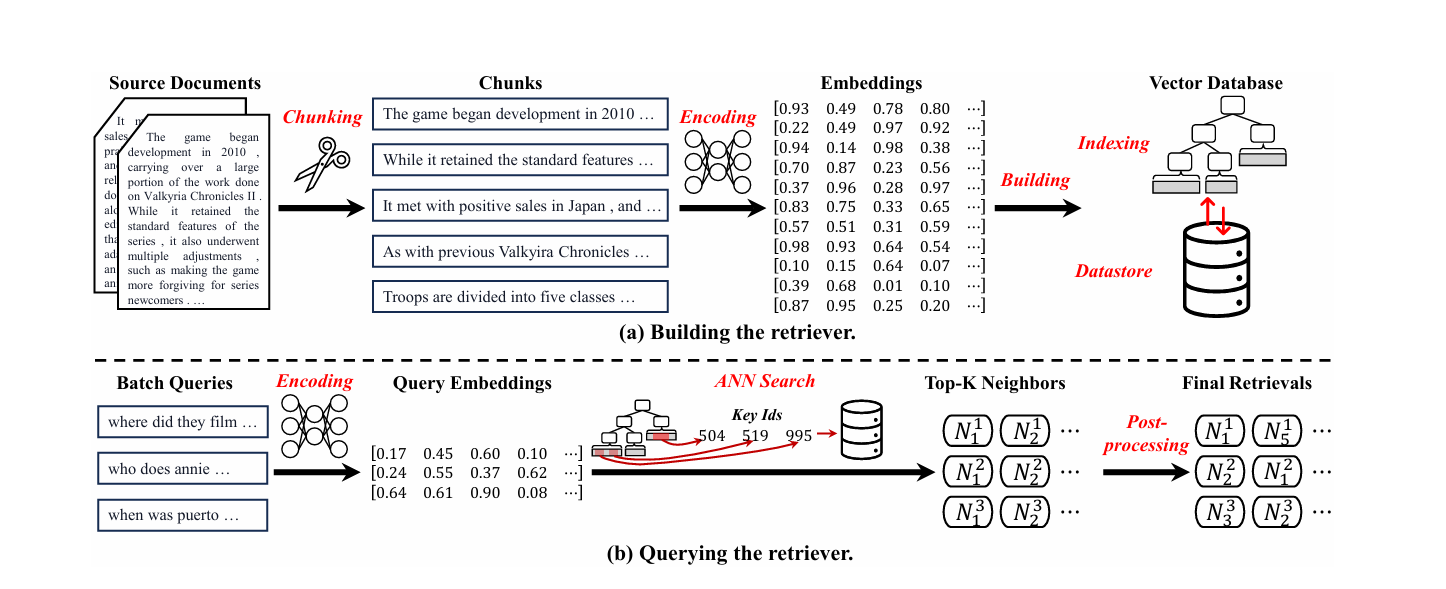 Source Documents
It m
sales
pra
and
rel
do
alo
ed
tha
ada
an
an
The game began
development in 2010 ,
carrying over a large
portion of the work done
on Valkyria Chronicles II .
While it retained the
standard features of the
series , it also underwent
multiple adjustments ,
such as making the game
more forgiving for series
newcomers . …
Chunking
Chunks
The game began development in 2010 …
While it retained the standard features …
It met with positive sales in Japan , and …
As with previous Valkyira Chronicles …
Troops are divided into five classes …
Encoding
Embeddings
[0.93 0.49 0.78 0.80 ⋯]
[0.22 0.49 0.97 0.92 ⋯]
[0.94 0.14 0.98 0.38 ⋯]
[0.70 0.87 0.23 0.56 ⋯]
[0.37 0.96 0.28 0.97 ⋯]
[0.83 0.75 0.33 0.65 ⋯]
[0.57 0.51 0.31 0.59 ⋯]
[0.98 0.93 0.64 0.54 ⋯]
[0.10 0.15 0.64 0.07 ⋯]
[0.39 0.68 0.01 0.10 ⋯]
[0.87 0.95 0.25 0.20 ⋯]
Building
Vector Database
Indexing
Datastore
(a) Building the retriever.
Batch Queries
where did they film …
who does annie …
when was puerto …
Encoding
Query Embeddings
[0.17 0.45 0.60 0.10 ⋯]
[0.24 0.55 0.37 0.62 ⋯]
[0.64 0.61 0.90 0.08 ⋯]
ANN Search
Key Ids
504 519 995
Top-K Neighbors
N₁¹ N₂¹ ⋯
N₁² N₂² ⋯
N₁³ N₂³ ⋯
Post-
processing
Final Retrievals
N₁¹ N₅¹ ⋯
N₂² N₁² ⋯
N₃³ N₂³ ⋯
(b) Querying the retriever.